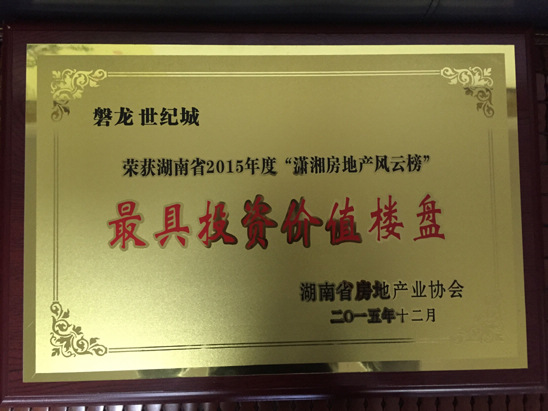 磐龙 世纪城
荣获湖南省2015年度“潇湘房地产风云榜”
最具投资价值楼盘
湖南省房地产业协会
二〇一五年十二月